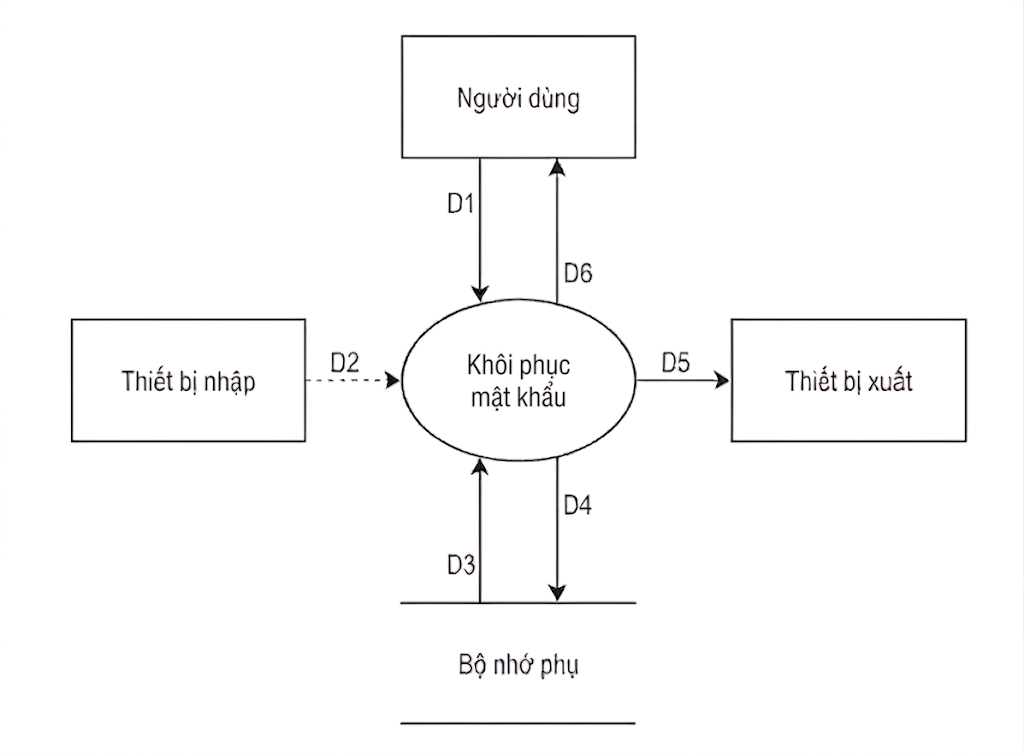 Người dùng
D1
D6
Thiết bị nhập
D2
Khôi phục
mật khẩu
D5
Thiết bị xuất
D4
D3
Bộ nhớ phụ